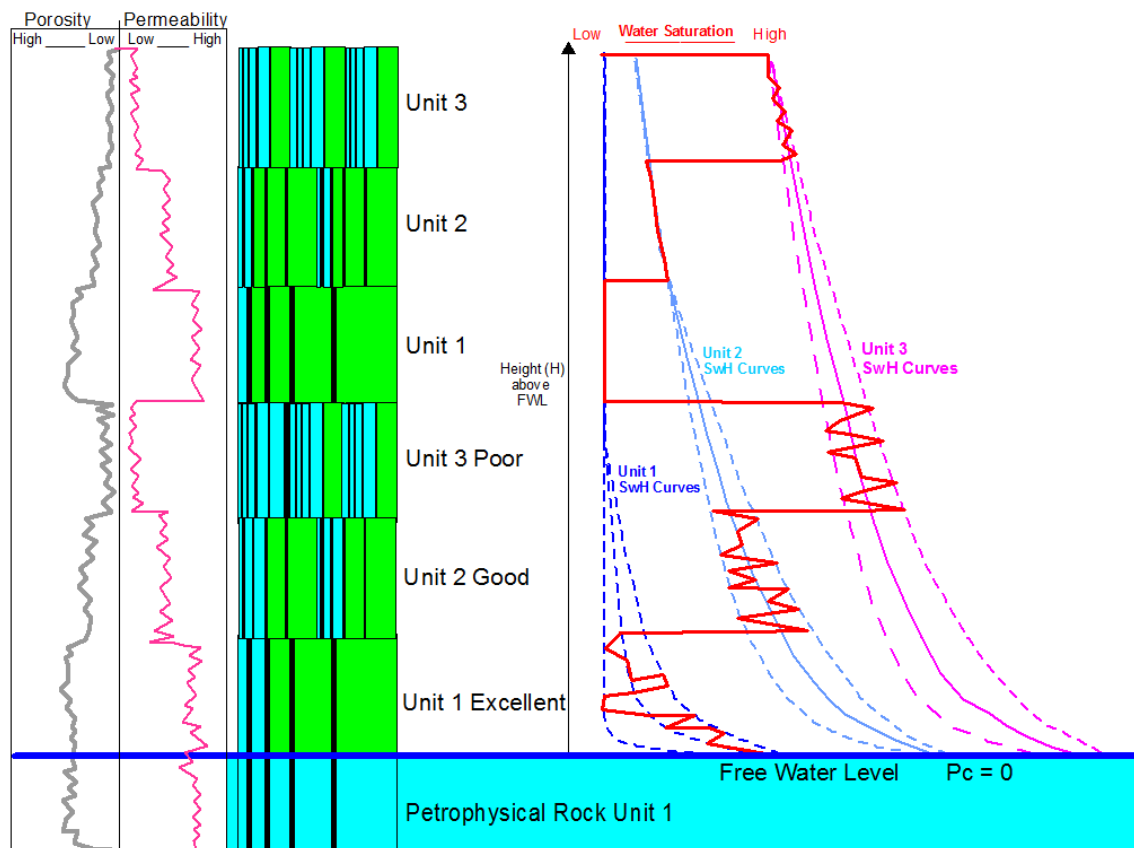 Porosity
Permeability
High _____ Low
Low ____ High
Low
Water Saturation
High
Unit 3
Unit 2
Unit 1
Height (H)
above
FWL
Unit 2
SwH Curves
Unit 3
SwH Curves
Unit 3 Poor
Unit 1
SwH Curves
Unit 2 Good
Unit 1 Excellent
Free Water Level Pc = 0
Petrophysical Rock Unit 1